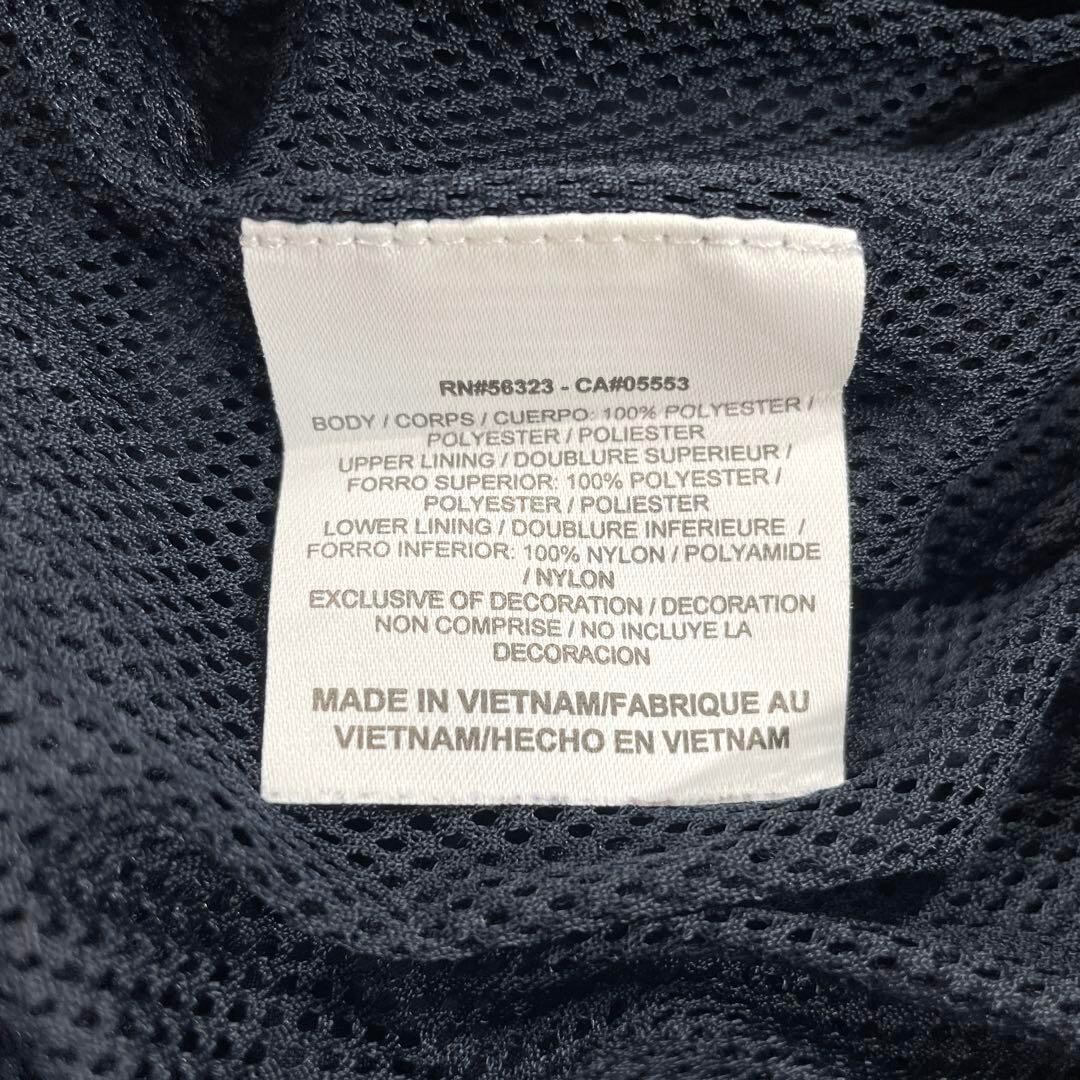 RN#56323 - CA#05553
BODY / CORPS / CUERPO: 100% POLYESTER /
POLYESTER / POLIESTER
UPPER LINING / DOUBLURE SUPERIEUR /
FORRO SUPERIOR: 100% POLYESTER /
POLYESTER / POLIESTER
LOWER LINING / DOUBLURE INFERIEURE /
FORRO INFERIOR: 100% NYLON / POLYAMIDE
/ NYLON
EXCLUSIVE OF DECORATION / DECORATION
NON COMPRISE / NO INCLUYE LA
DECORACION
MADE IN VIETNAM/FABRIQUE AU
VIETNAM/HECHO EN VIETNAM